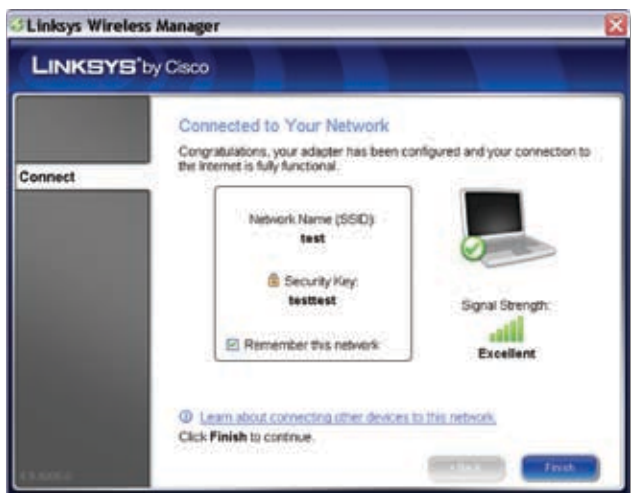 Linksys Wireless Manager
LINKSYS® by Cisco
Connected to Your Network
Congratulations, your adapter has been configured and your connection to
the Internet is fully functional.
Connect
Network Name (SSID):
test
Security Key:
testtest
Remember this network
Signal Strength:
Excellent
Learn about connecting other devices to this network.
Click Finish to continue.
Finish